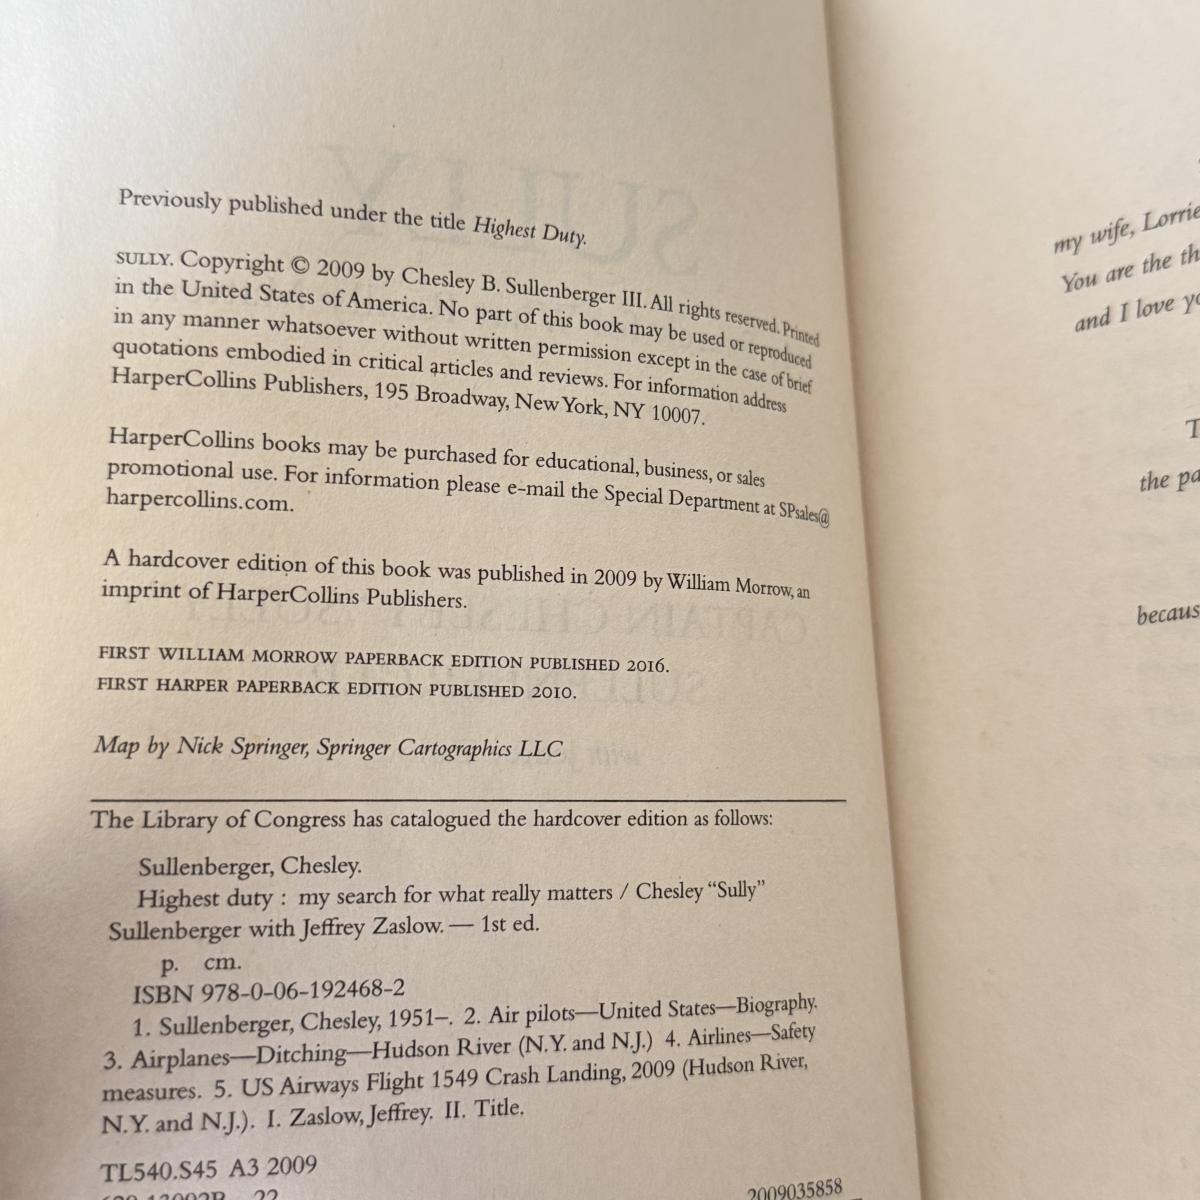 Previously published under the title Highest Duty.
SULLY. Copyright © 2009 by Chesley B. Sullenberger III. All rights reserved. Printed
in the United States of America. No part of this book may be used or reproduced
in any manner whatsoever without written permission except in the case of brief
quotations embodied in critical articles and reviews. For information address
HarperCollins Publishers, 195 Broadway, New York, NY 10007.
HarperCollins books may be purchased for educational, business, or sales
promotional use. For information please e-mail the Special Department at SPsales@
harpercollins.com.
A hardcover edition of this book was published in 2009 by William Morrow, an
imprint of HarperCollins Publishers.
FIRST WILLIAM MORROW PAPERBACK EDITION PUBLISHED 2016.
FIRST HARPER PAPERBACK EDITION PUBLISHED 2010.
Map by Nick Springer, Springer Cartographics LLC
The Library of Congress has catalogued the hardcover edition as follows:
Sullenberger, Chesley.
Highest duty : my search for what really matters / Chesley “Sully”
Sullenberger with Jeffrey Zaslow. — 1st ed.
p. cm.
ISBN 978-0-06-192468-2
1. Sullenberger, Chesley, 1951–. 2. Air pilots—United States—Biography.
3. Airplanes—Ditching—Hudson River (N.Y. and N.J.) 4. Airlines—Safety
measures. 5. US Airways Flight 1549 Crash Landing, 2009 (Hudson River,
N.Y. and N.J.). I. Zaslow, Jeffrey. II. Title.
TL540.S45 A3 2009
22 2009035858
my wife, Lorrie
You are the th
and I love yo
T
the pa
becaus